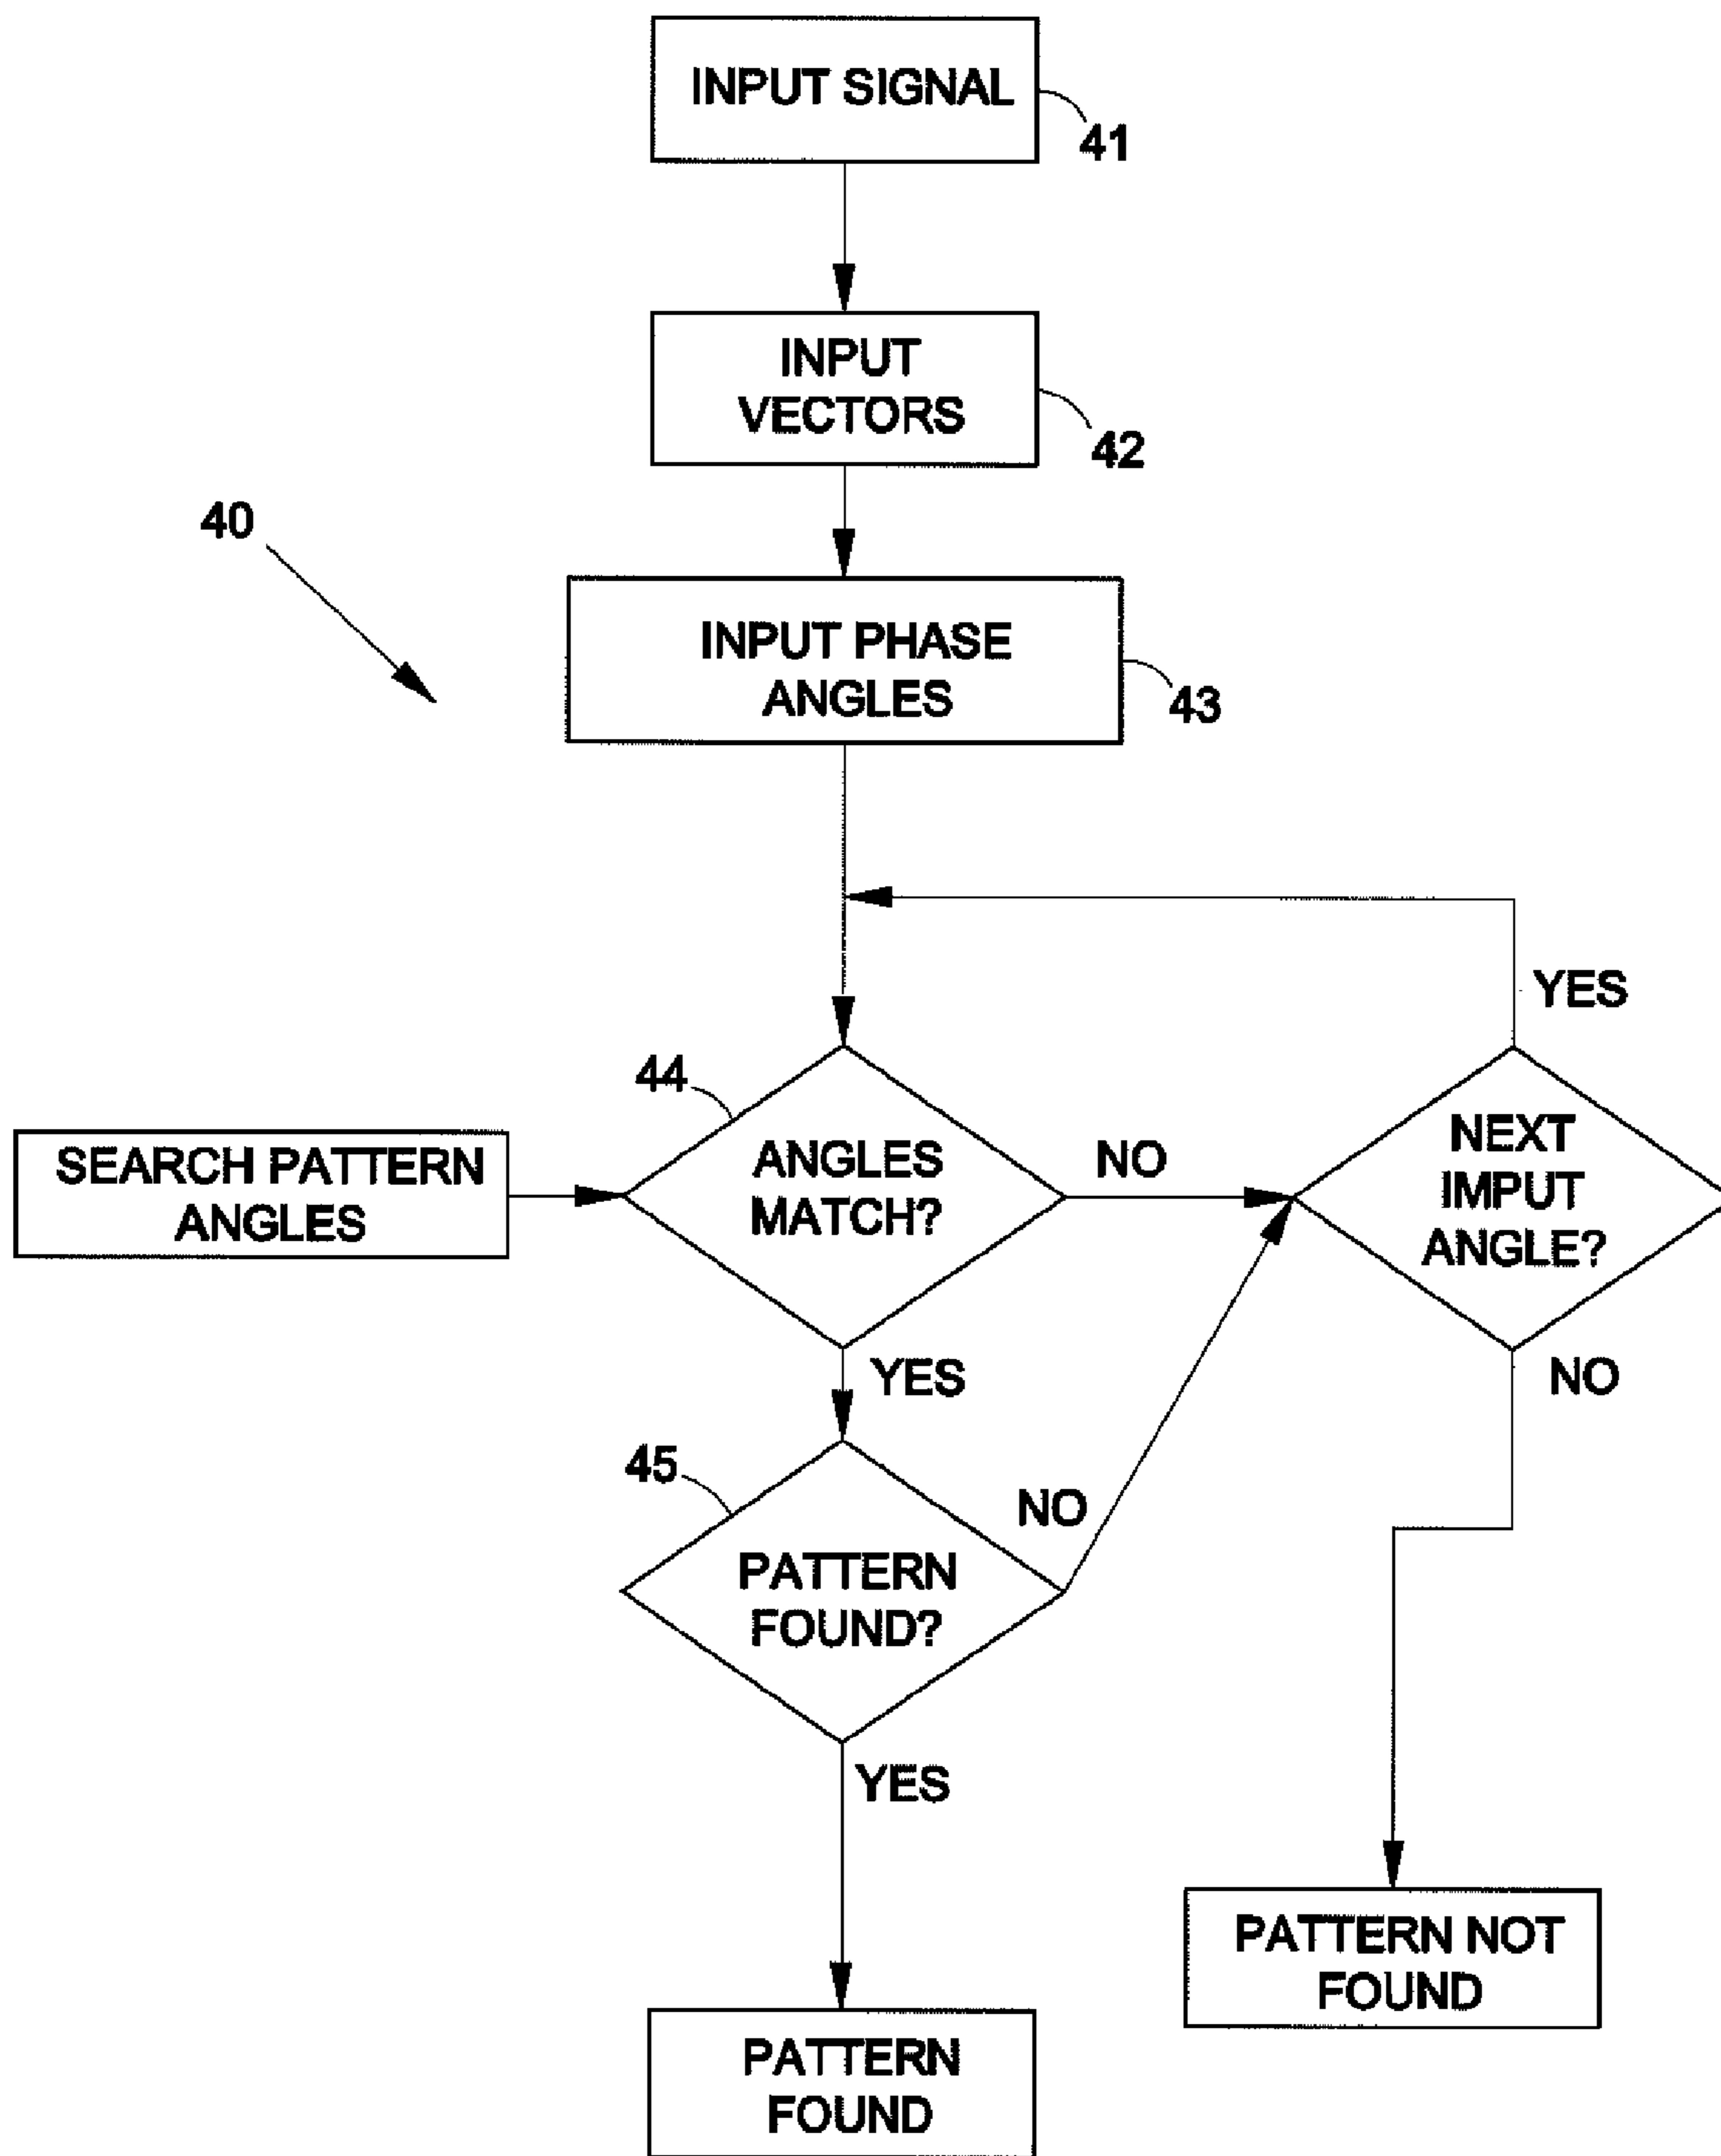 INPUT SIGNAL
41
INPUT
VECTORS
42
40
INPUT PHASE
ANGLES
43
YES
44
SEARCH PATTERN
ANGLES
ANGLES
MATCH?
NO
NEXT
IMPUT
ANGLE?
YES
NO
45
NO
PATTERN
FOUND?
YES
PATTERN NOT
FOUND
PATTERN
FOUND